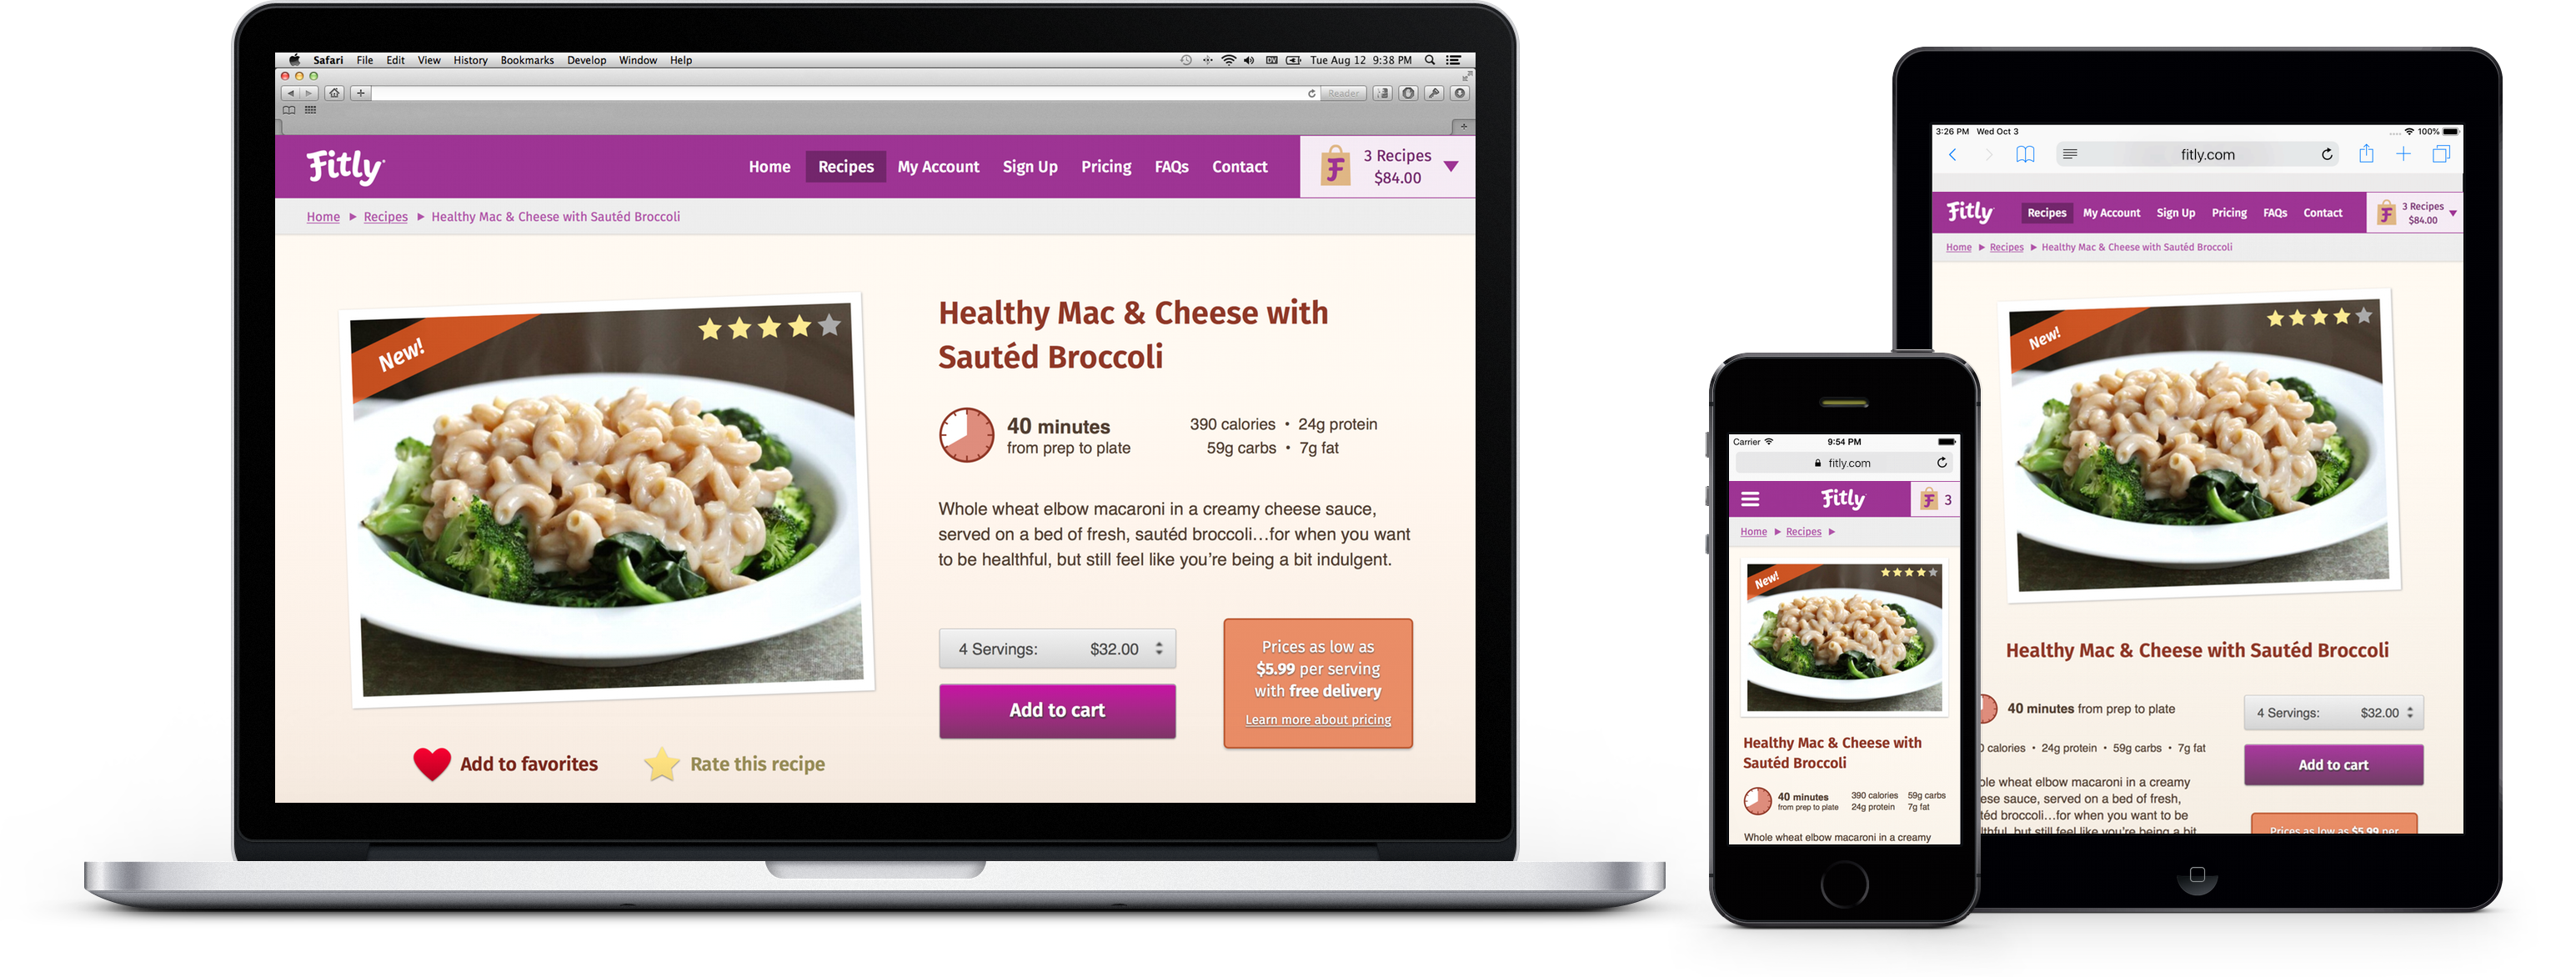 Safari File Edit View History Bookmarks Develop Window Help
Tue Aug 12 9:38 PM
Reader
Fitly
Home Recipes My Account Sign Up Pricing FAQs Contact
3 Recipes
$84.00
Home ▶ Recipes ▶ Healthy Mac & Cheese with Sautéd Broccoli
New!
Healthy Mac & Cheese with
Sautéd Broccoli
40 minutes
from prep to plate
390 calories • 24g protein
59g carbs • 7g fat
Whole wheat elbow macaroni in a creamy cheese sauce,
served on a bed of fresh, sautéd broccoli…for when you want
to be healthful, but still feel like you’re being a bit indulgent.
4 Servings: $32.00
Add to cart
Prices as low as
$5.99 per serving
with free delivery
Learn more about pricing
Add to favorites
Rate this recipe
Carrier 9:54 PM
fitly.com
Fitly
3
Home ▶ Recipes ▶
New!
Healthy Mac & Cheese with
Sautéd Broccoli
40 minutes
from prep to plate
390 calories 59g carbs
24g protein 7g fat
Whole wheat elbow macaroni in a creamy
3:26 PM Wed Oct 3
100%
fitly.com
Fitly
Recipes My Account Sign Up Pricing FAQs Contact
3 Recipes
$84.00
Home ▶ Recipes ▶ Healthy Mac & Cheese with Sautéd Broccoli
New!
Healthy Mac & Cheese with Sautéd Broccoli
40 minutes from prep to plate
calories • 24g protein • 59g carbs • 7g fat
wheat elbow macaroni in a creamy
sauce, served on a bed of fresh,
broccoli…for when you want to be
but still feel like you’re being a bit
4 Servings: $32.00
Add to cart
Prices as low as $5.99 per